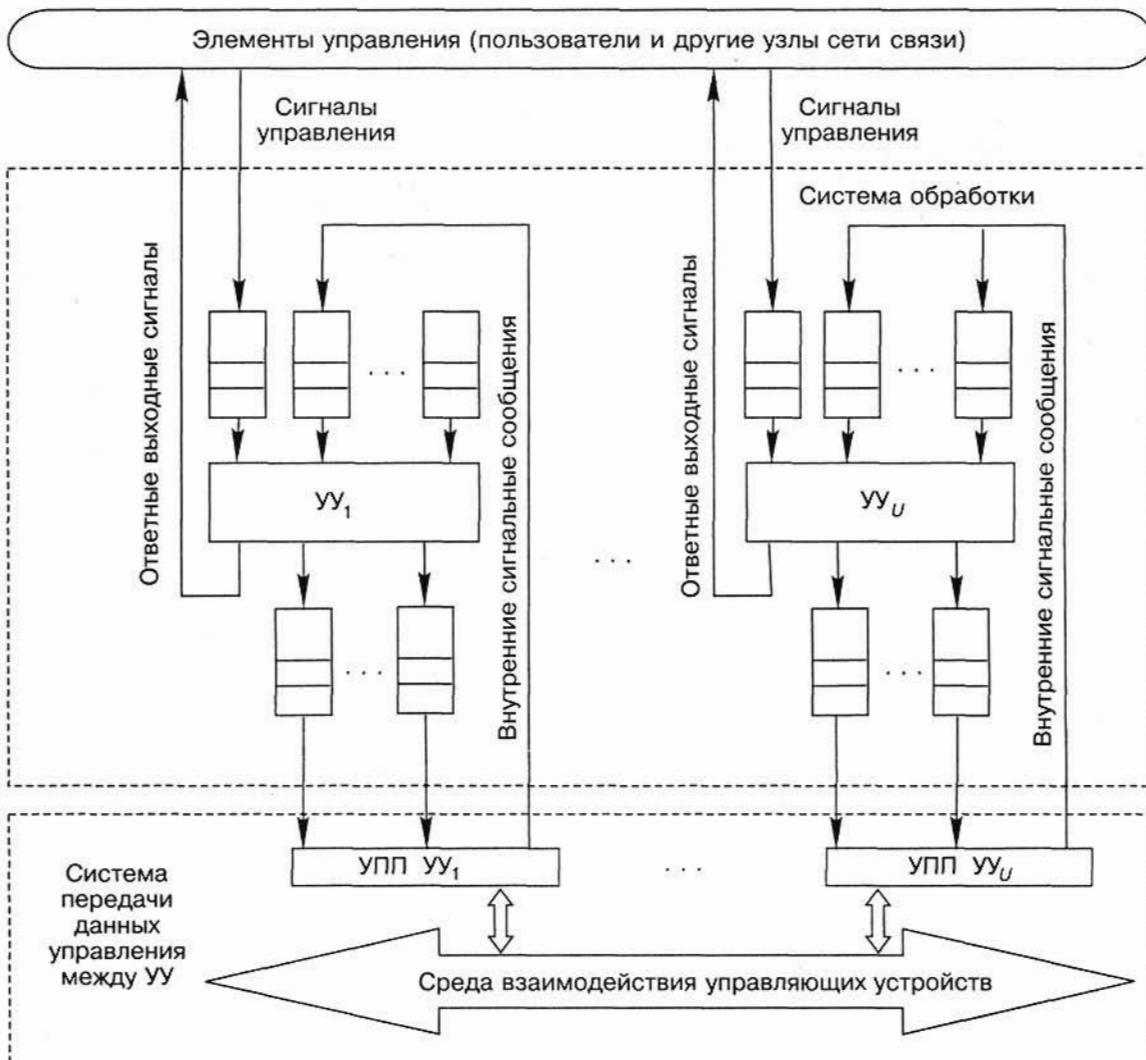 Элементы управления (пользователи и другие узлы сети связи)
Сигналы
управления
Сигналы
управления
Система обработки
Ответные выходные сигналы
Внутренние сигнальные сообщения
Ответные выходные сигналы
Внутренние сигнальные сообщения
. . .
. . .
УУ1
УУU
. . .
. . .
. . .
УПП УУ1
. . .
УПП УУU
Система
передачи
данных
управления
между УУ
Среда взаимодействия управляющих устройств